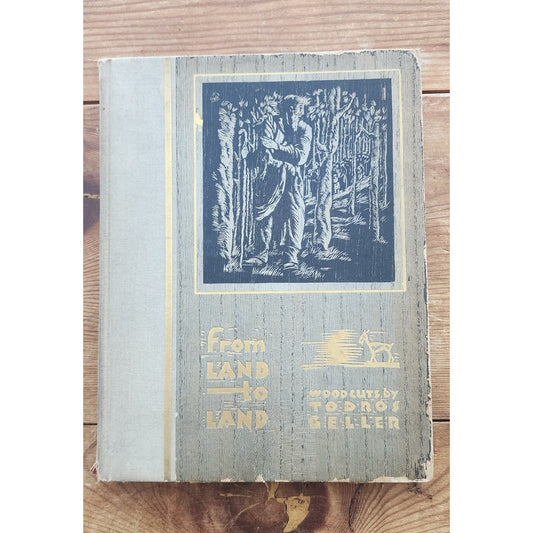 from
LAND
to
LAND
WOODCUTS by
TODROS
GELLER